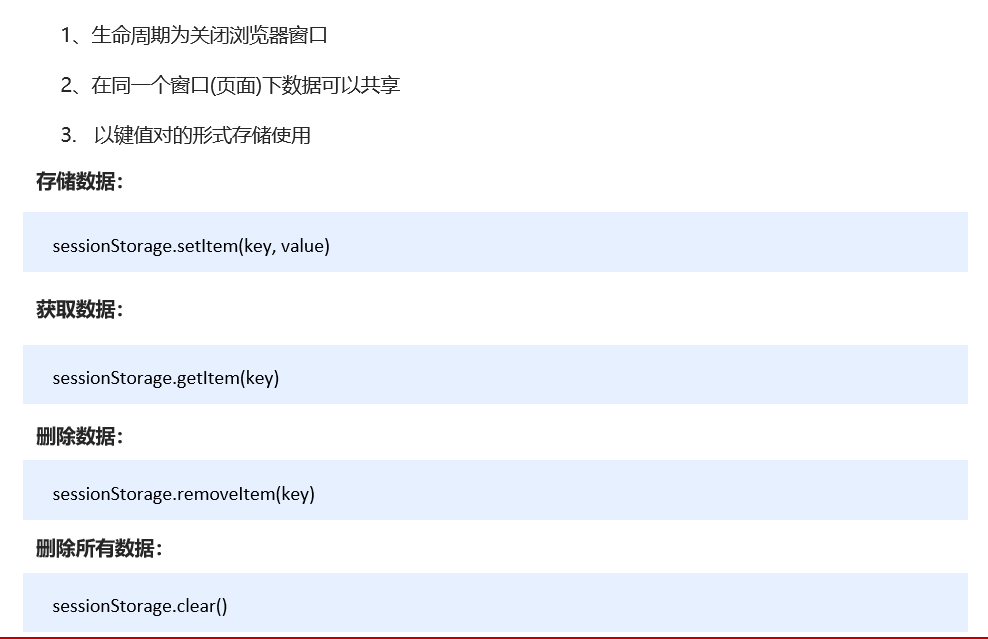 1、生命周期为关闭浏览器窗口
2、在同一个窗口(页面)下数据可以共享
3. 以键值对的形式存储使用
存储数据：
sessionStorage.setItem(key, value)
获取数据：
sessionStorage.getItem(key)
删除数据：
sessionStorage.removeItem(key)
删除所有数据：
sessionStorage.clear()